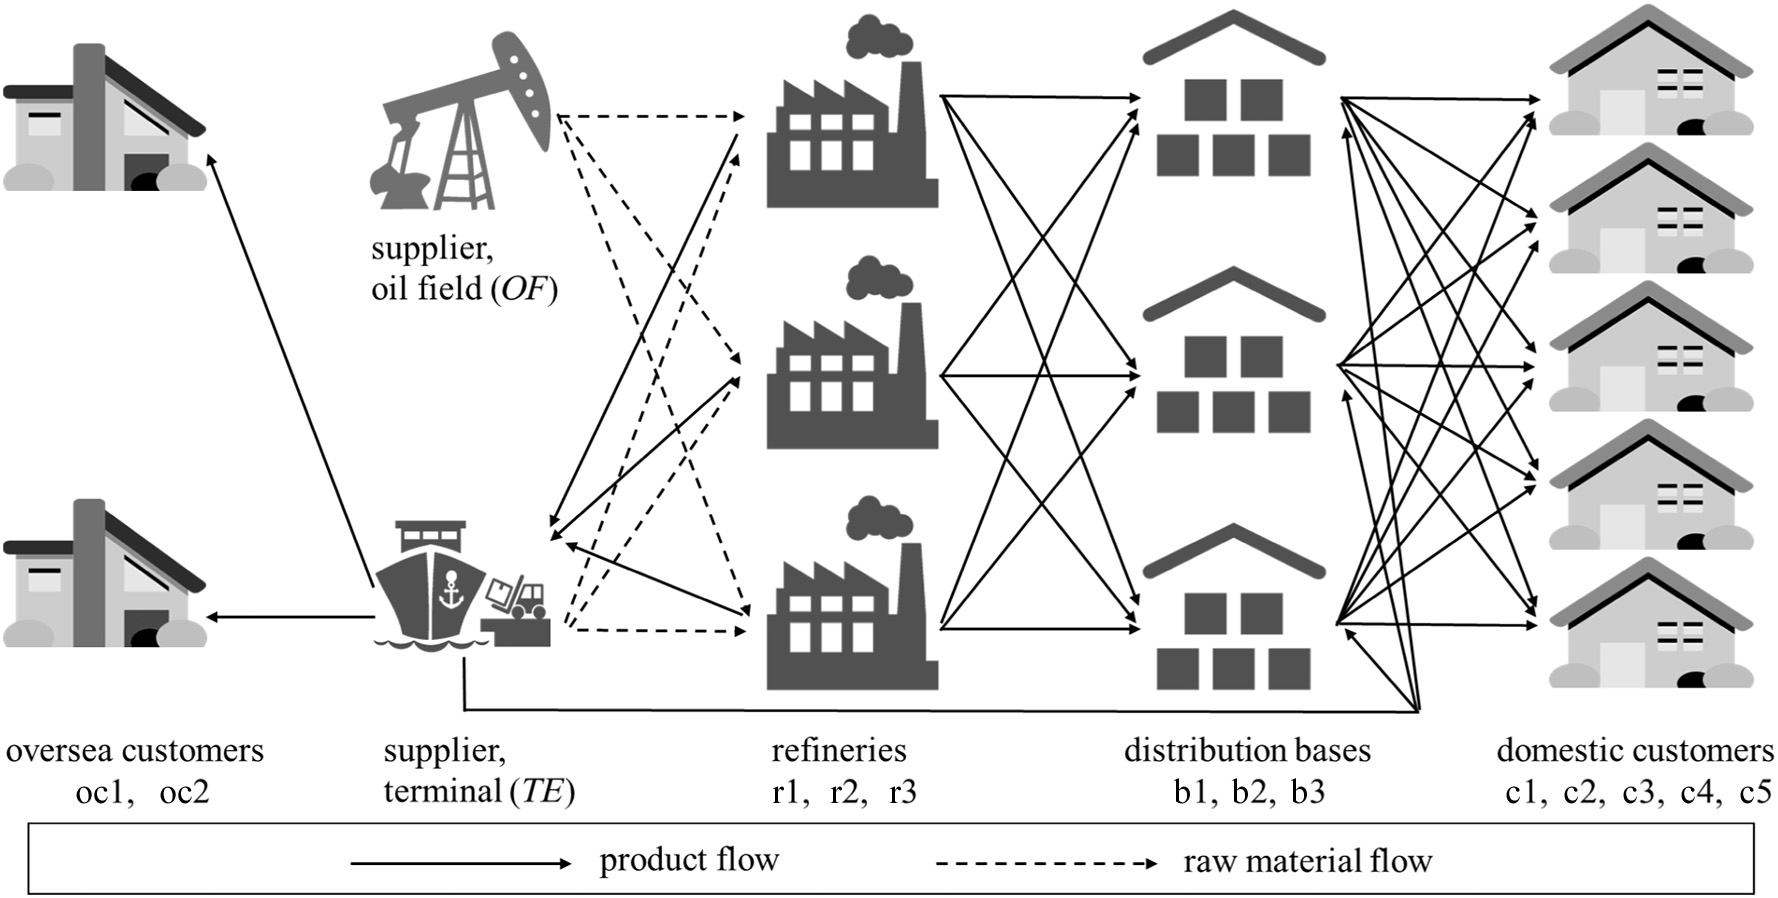 supplier,
oil field (OF)
oversea customers
oc1, oc2
supplier,
terminal (TE)
refineries
r1, r2, r3
distribution bases
b1, b2, b3
domestic customers
c1, c2, c3, c4, c5
product flow
raw material flow